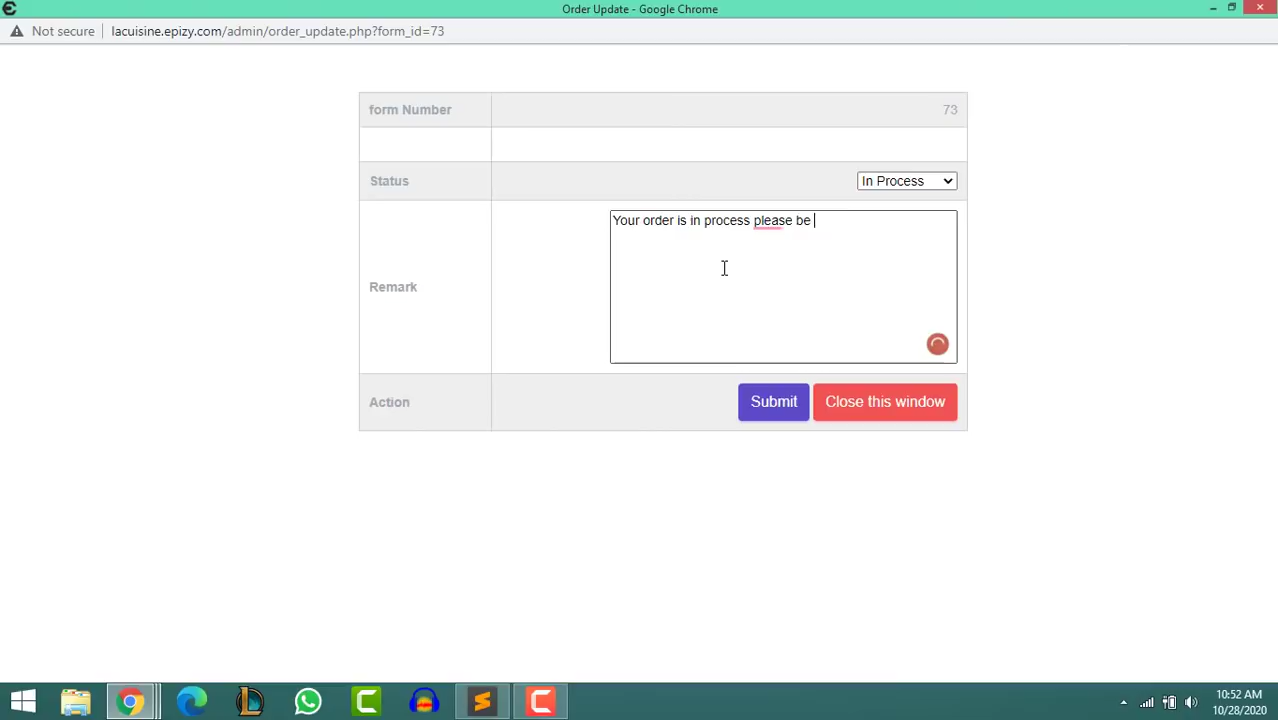 Order Update - Google Chrome
Not secure
lacuisine.epizy.com/admin/order_update.php?form_id=73
form Number
73
Status
In Process
Remark
Your order is in process please be
Action
Submit
Close this window
10:52 AM
10/28/2020